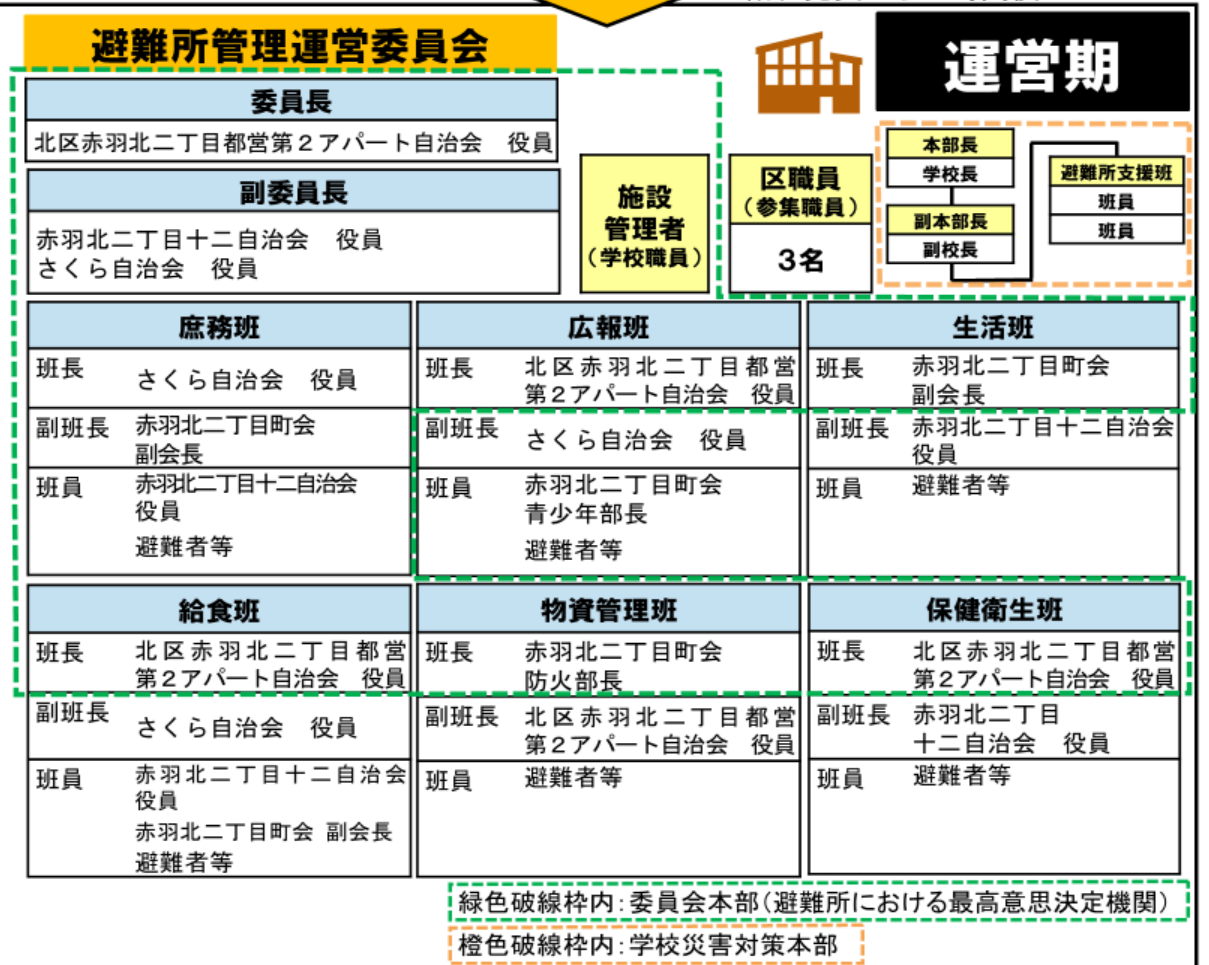 避難所管理運営委員会
運営期
委員長
北区赤羽北二丁目都営第２アパート自治会　役員
副委員長
赤羽北二丁目十二自治会　役員
さくら自治会　役員
施設
管理者
（学校職員）
区職員
（参集職員）
３名
本部長
学校長
副本部長
副校長
避難所支援班
班員
班員
庶務班
班長
さくら自治会　役員
副班長
赤羽北二丁目町会
副会長
班員
赤羽北二丁目十二自治会
役員
避難者等
広報班
班長
北区赤羽北二丁目都営
第２アパート自治会　役員
副班長
さくら自治会　役員
班員
赤羽北二丁目町会
青少年部長
避難者等
生活班
班長
赤羽北二丁目町会
副会長
副班長
赤羽北二丁目十二自治会
役員
班員
避難者等
給食班
班長
北区赤羽北二丁目都営
第２アパート自治会　役員
副班長
さくら自治会　役員
班員
赤羽北二丁目十二自治会
役員
赤羽北二丁目町会 副会長
避難者等
物資管理班
班長
赤羽北二丁目町会
防火部長
副班長
北区赤羽北二丁目都営
第２アパート自治会　役員
班員
避難者等
保健衛生班
班長
北区赤羽北二丁目都営
第２アパート自治会　役員
副班長
赤羽北二丁目
十二自治会　役員
班員
避難者等
緑色破線枠内：委員会本部（避難所における最高意思決定機関）
橙色破線枠内：学校災害対策本部